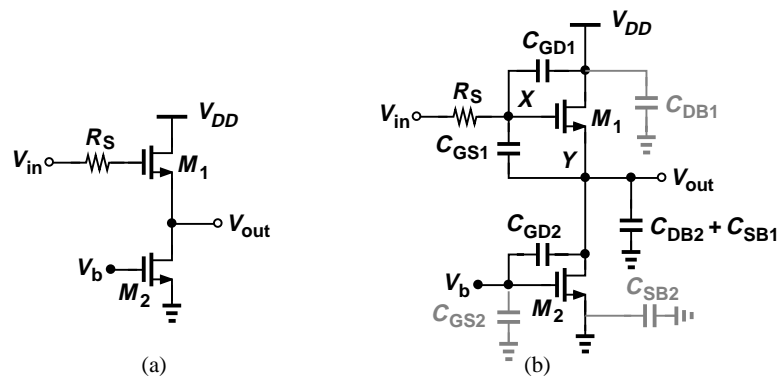 V_DD
R_S
V_in
M_1
V_out
V_b
M_2
(a)
V_DD
C_GD1
X
R_S
V_in
M_1
C_DB1
C_GS1
Y
V_out
C_GD2
C_DB2 + C_SB1
V_b
M_2
C_SB2
C_GS2
(b)